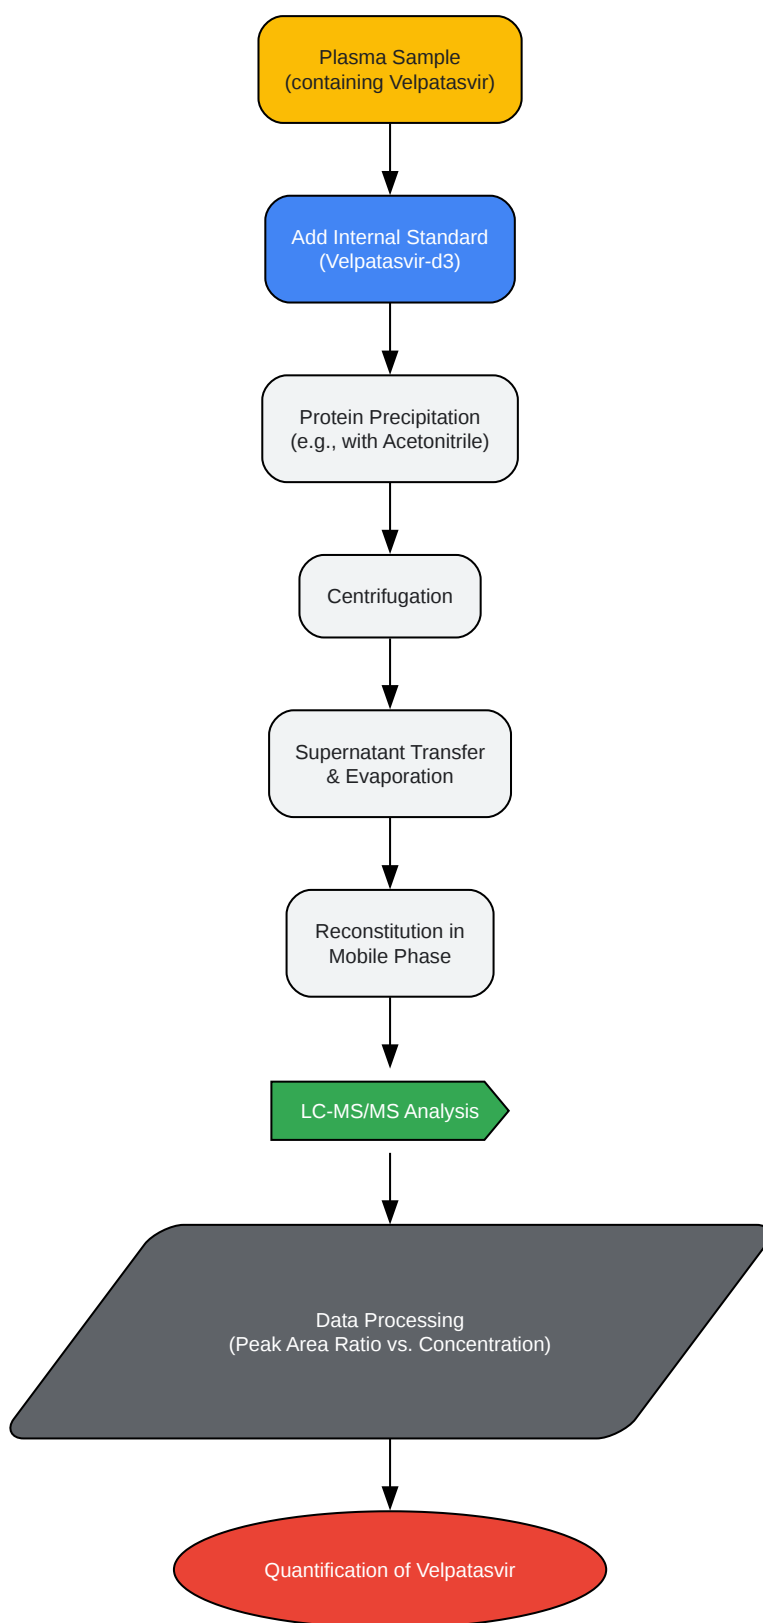 Plasma Sample
(containing Velpatasvir)
Add Internal Standard
(Velpatasvir-d3)
Protein Precipitation
(e.g., with Acetonitrile)
Centrifugation
Supernatant Transfer
& Evaporation
Reconstitution in
Mobile Phase
LC-MS/MS Analysis
Data Processing
(Peak Area Ratio vs. Concentration)
Quantification of Velpatasvir